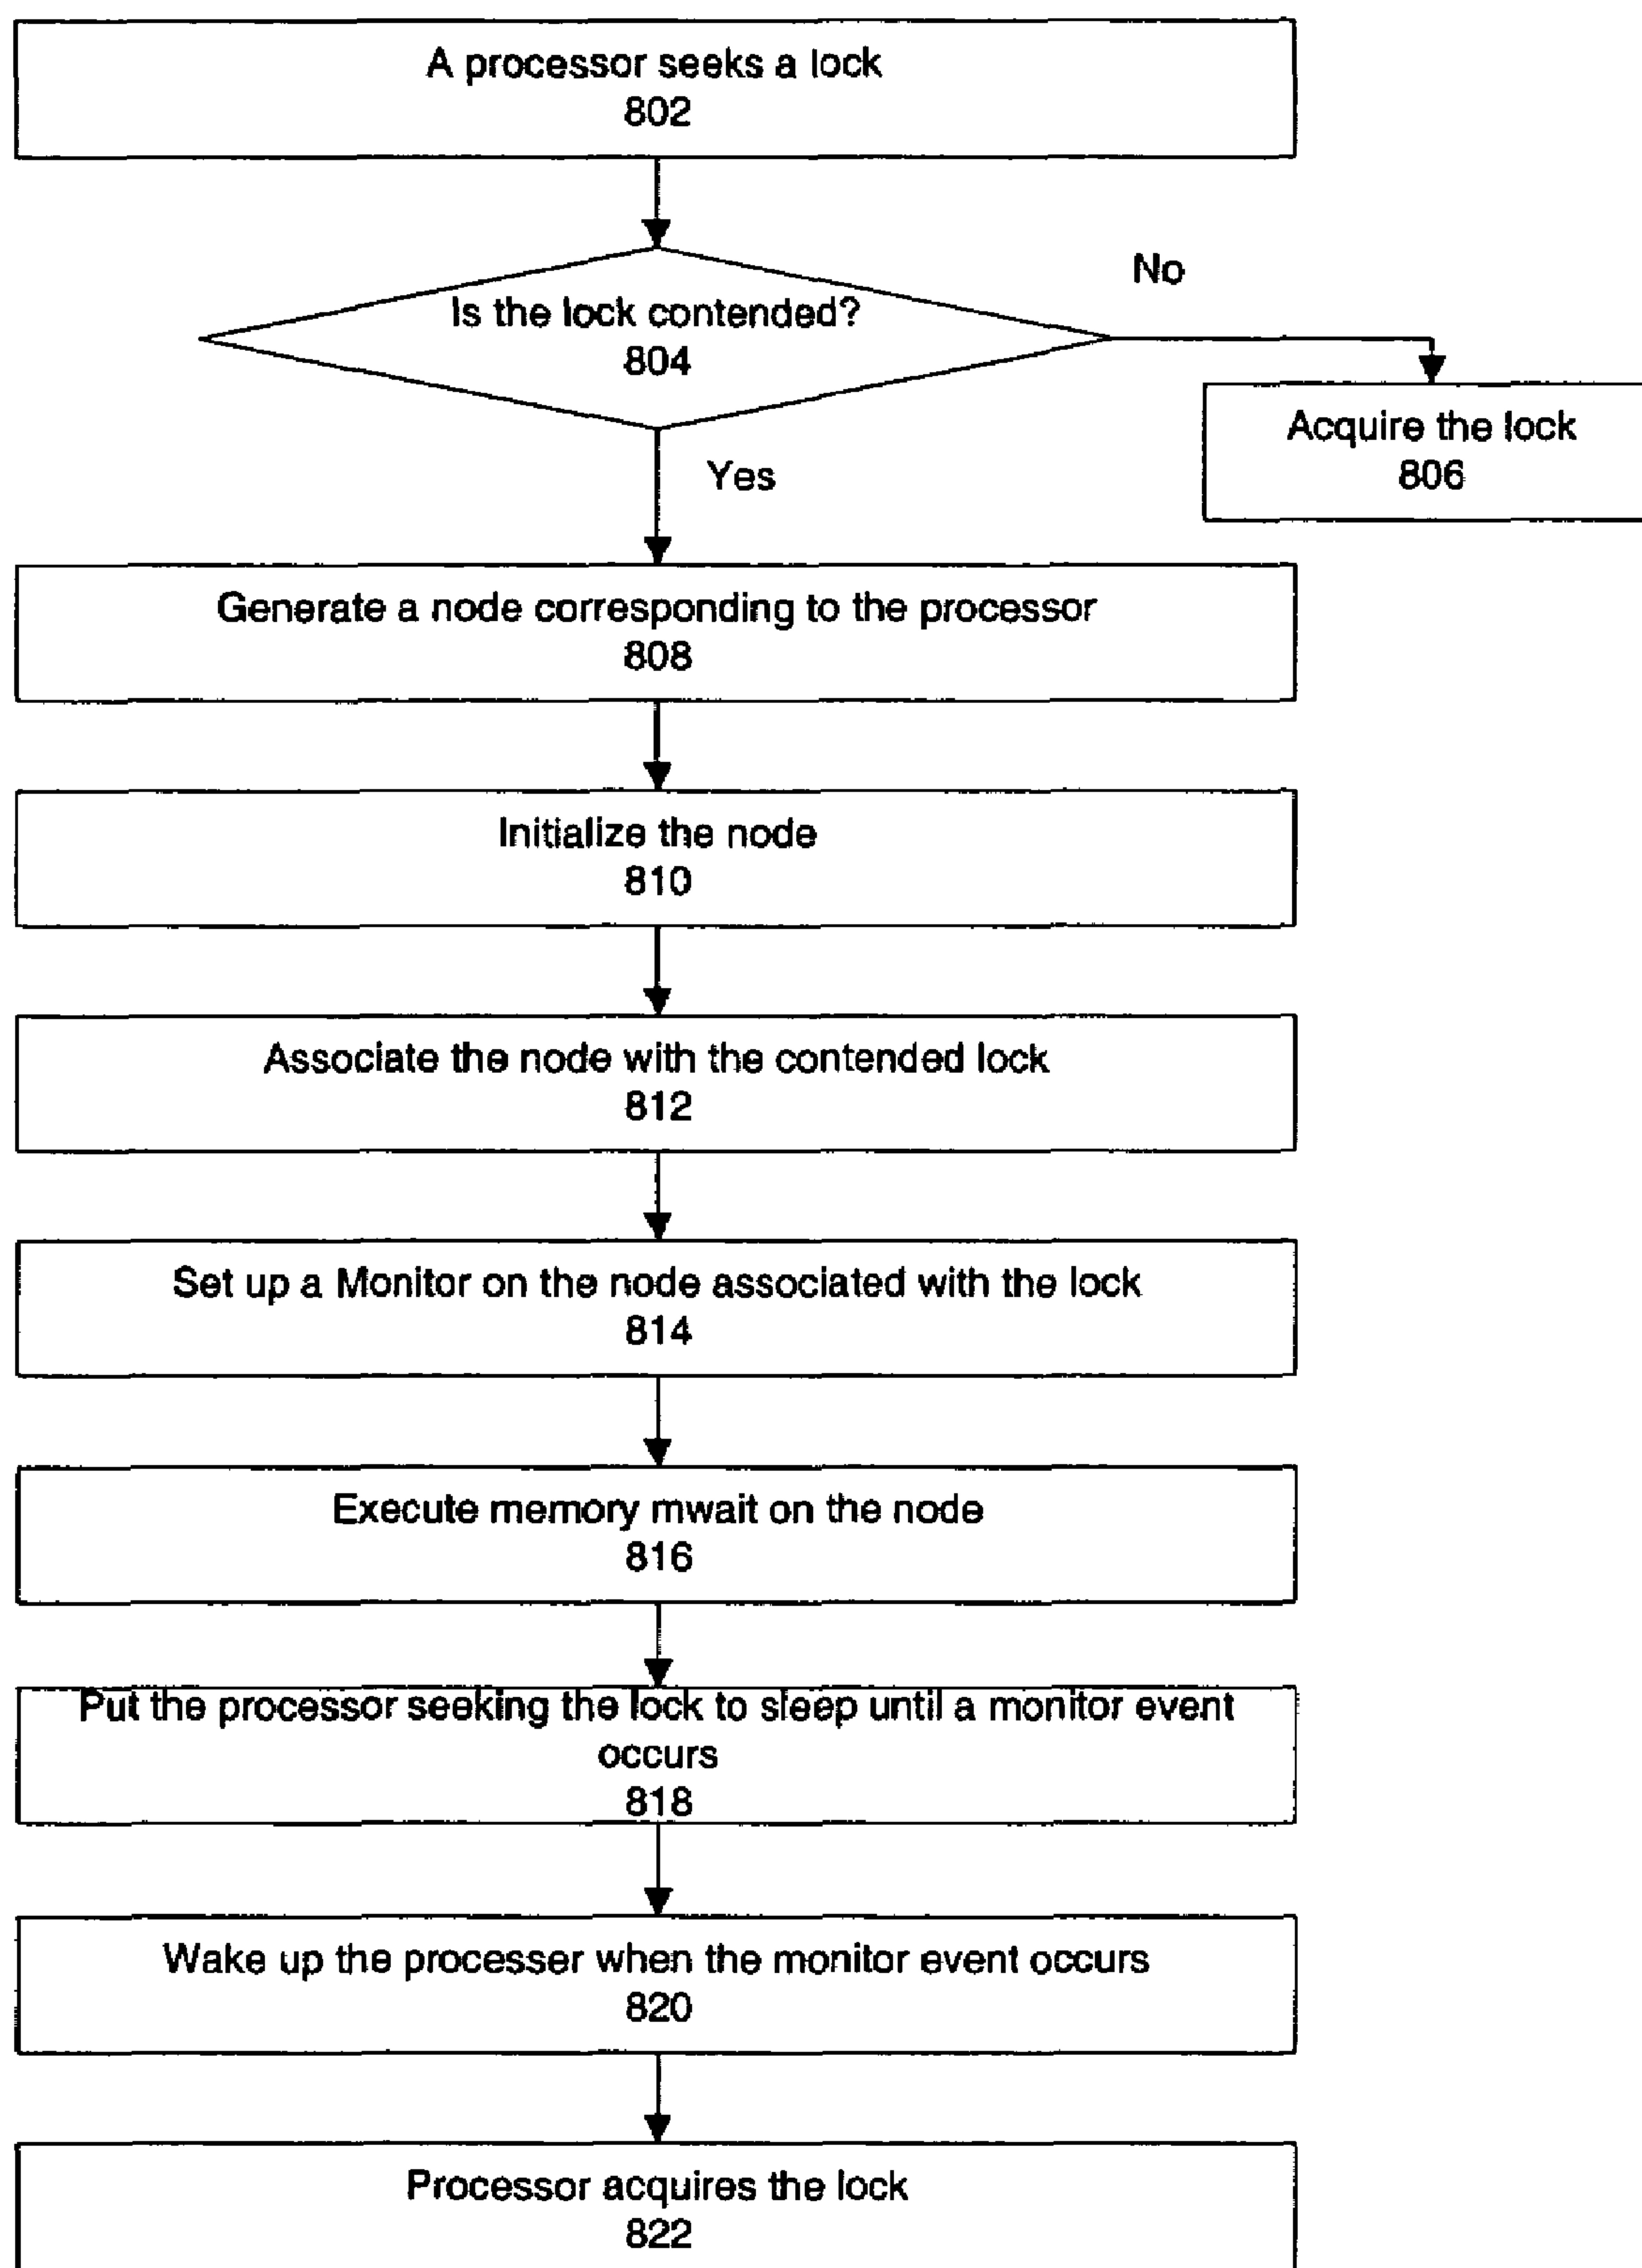 A processor seeks a lock
802
Is the lock contended?
804
No
Acquire the lock
806
Yes
Generate a node corresponding to the processor
808
Initialize the node
810
Associate the node with the contended lock
812
Set up a Monitor on the node associated with the lock
814
Execute memory mwait on the node
816
Put the processor seeking the lock to sleep until a monitor event
occurs
818
Wake up the processer when the monitor event occurs
820
Processor acquires the lock
822